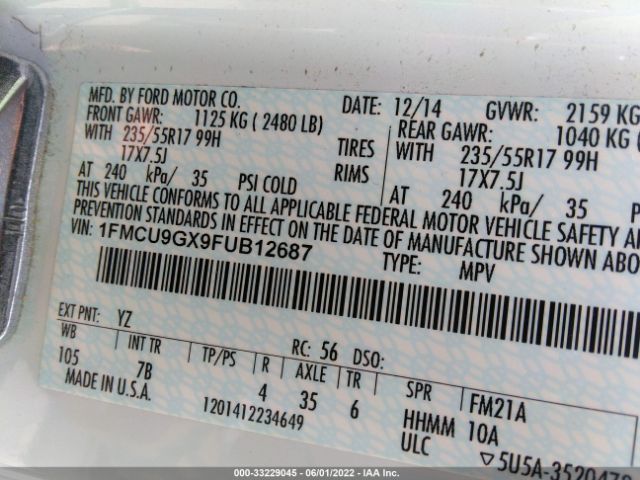 MFD. BY FORD MOTOR CO.
DATE: 12/14 GVWR: 2159 KG
FRONT GAWR: 1125 KG ( 2480 LB)
REAR GAWR: 1040 KG (
WITH 235/55R17 99H TIRES WITH 235/55R17 99H
17X7.5J RIMS 17X7.5J
AT 240 kPa/ 35 PSI COLD AT 240 kPa/ 35
THIS VEHICLE CONFORMS TO ALL APPLICABLE FEDERAL MOTOR VEHICLE SAFETY
PREVENTION STANDARDS IN EFFECT ON THE DATE OF MANUFACTURE SHOWN
VIN: 1FMCU9GX9FUB12687
TYPE: MPV
EXT PNT: YZ RC: 56 DSO:
WB INT TR TP/PS R AXLE TR SPR
105 7B 4 35 6 FM21A
HHMM 10A
MADE IN U.S.A. 1201412234649 ULC
▽5U5A-3520472
000-33229045 - 06/01/2022 - IAA Inc.